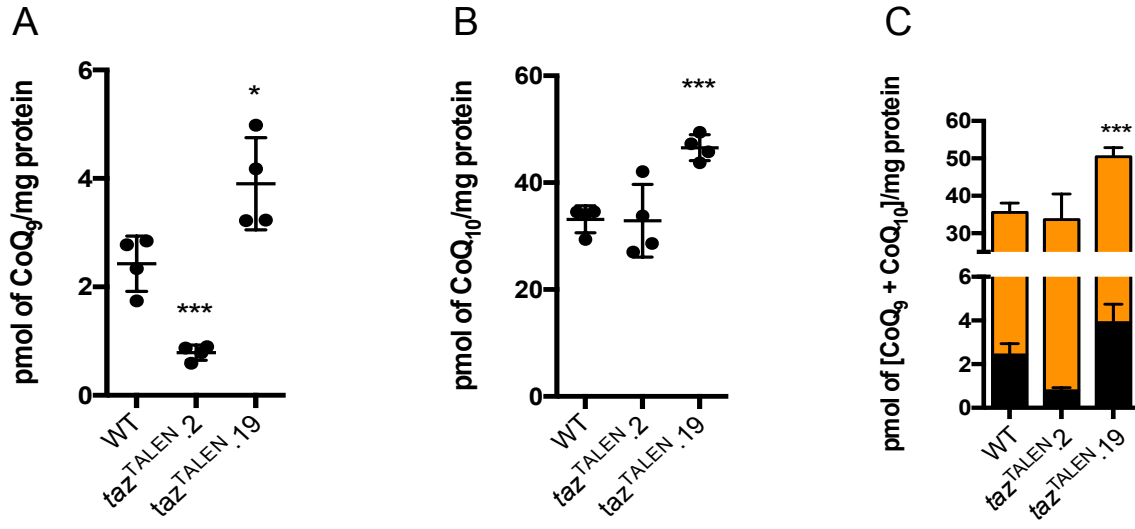 A
pmol of CoQ9/mg protein
6
4
2
0
*
***
WT
tazTALEN.2
tazTALEN.19
B
pmol of CoQ10/mg protein
60
40
20
0
***
WT
tazTALEN.2
tazTALEN.19
C
pmol of [CoQ9 + CoQ10]/mg protein
60
50
40
30
6
4
2
0
***
WT
tazTALEN.2
tazTALEN.19